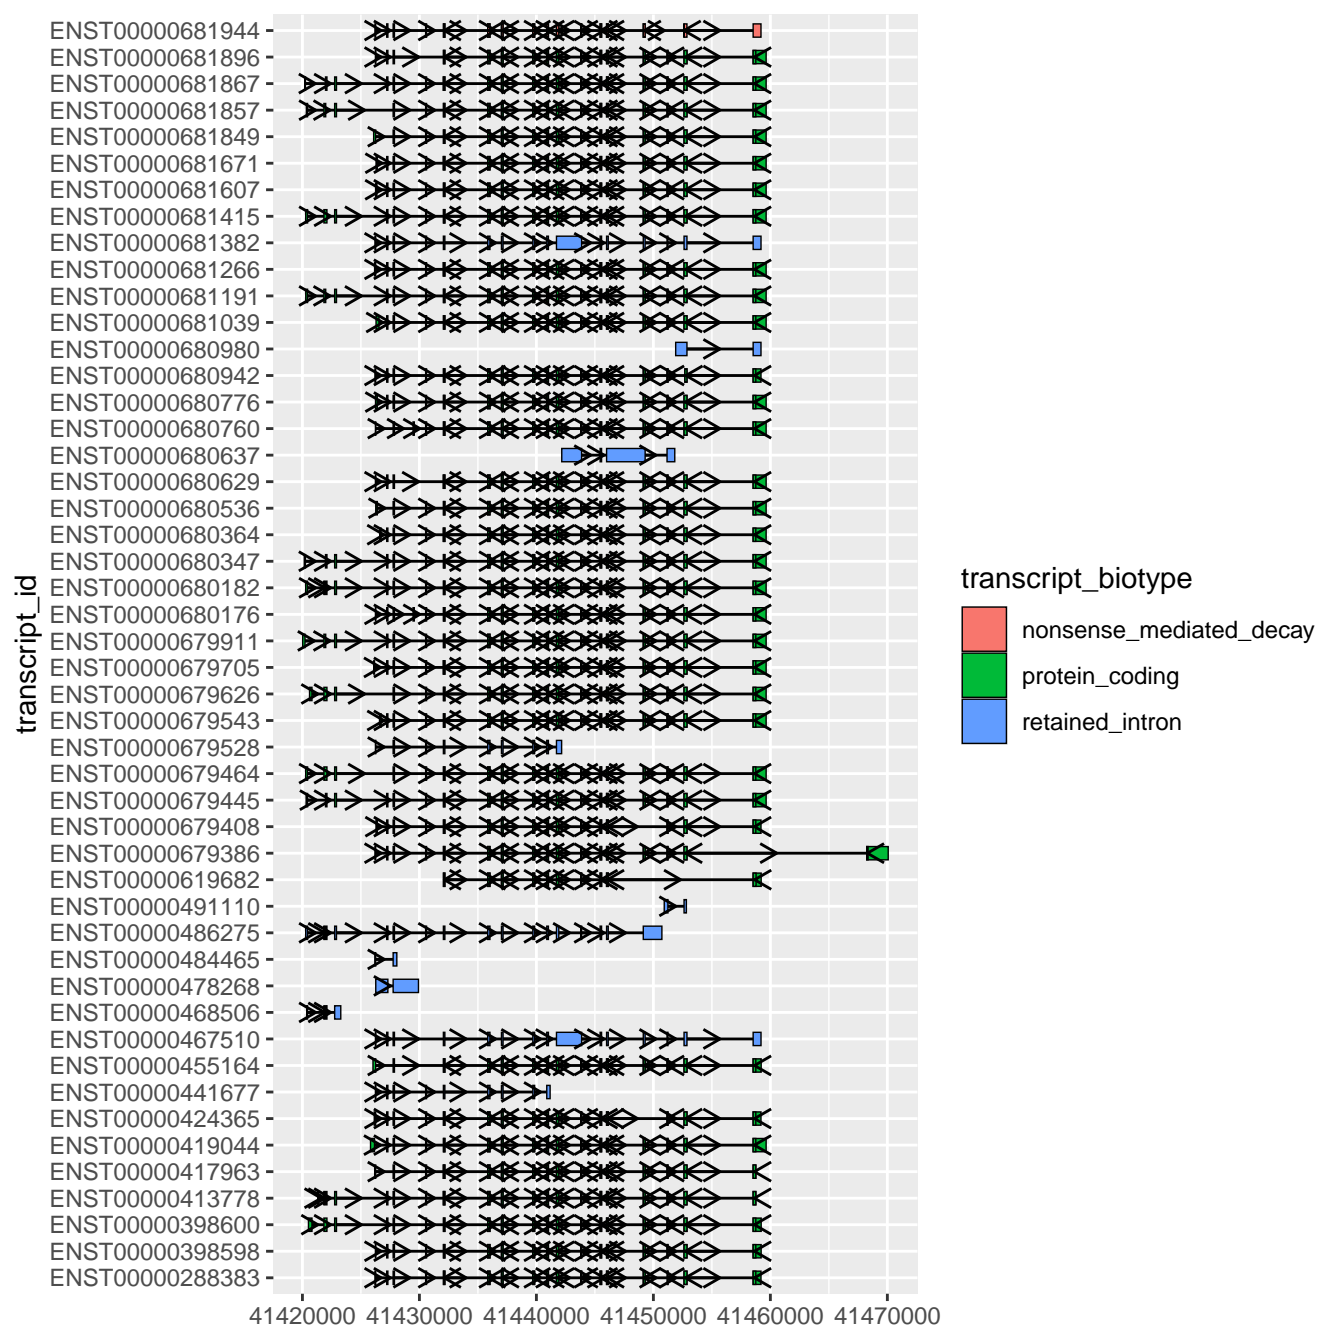 ENST00000681944
ENST00000681896
ENST00000681867
ENST00000681857
ENST00000681849
ENST00000681671
ENST00000681607
ENST00000681415
ENST00000681382
ENST00000681266
ENST00000681191
ENST00000681039
ENST00000680980
ENST00000680942
ENST00000680776
ENST00000680760
ENST00000680637
ENST00000680629
ENST00000680536
ENST00000680364
ENST00000680347
ENST00000680182
ENST00000680176
ENST00000679911
ENST00000679705
ENST00000679626
ENST00000679543
ENST00000679528
ENST00000679464
ENST00000679445
ENST00000679408
ENST00000679386
ENST00000619682
ENST00000491110
ENST00000486275
ENST00000484465
ENST00000478268
ENST00000468506
ENST00000467510
ENST00000455164
ENST00000441677
ENST00000424365
ENST00000419044
ENST00000417963
ENST00000413778
ENST00000398600
ENST00000398598
ENST00000288383
transcript_id
41420000 41430000 41440000 41450000 41460000 41470000
transcript_biotype
nonsense_mediated_decay
protein_coding
retained_intron